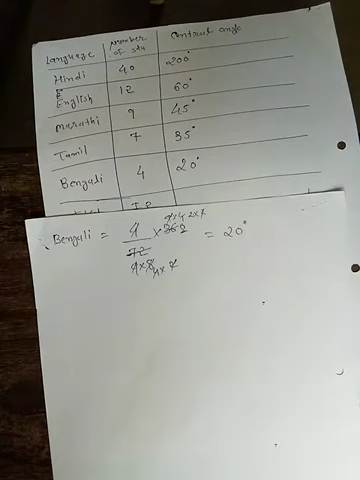 Language Number of stu Central angle
Hindi 40 200°
English 12 60°
Marathi 9 45°
Tamil 7 35°
Bengali 4 20°
72
Bengali = 4/72 × 360 = 20°